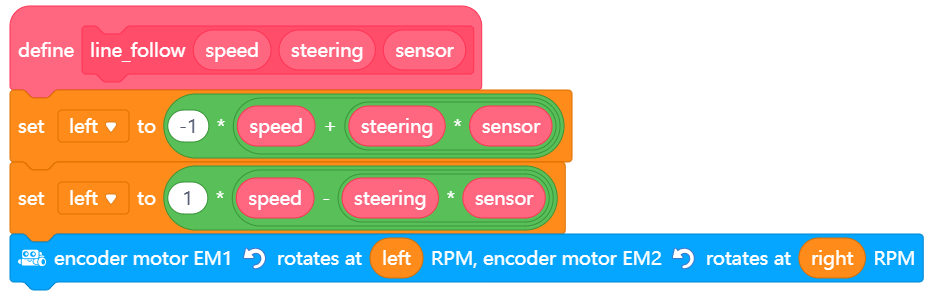 define line_follow speed steering sensor
set left to -1 * speed + steering * sensor
set left to 1 * speed - steering * sensor
encoder motor EM1 rotates at left RPM, encoder motor EM2 rotates at right RPM